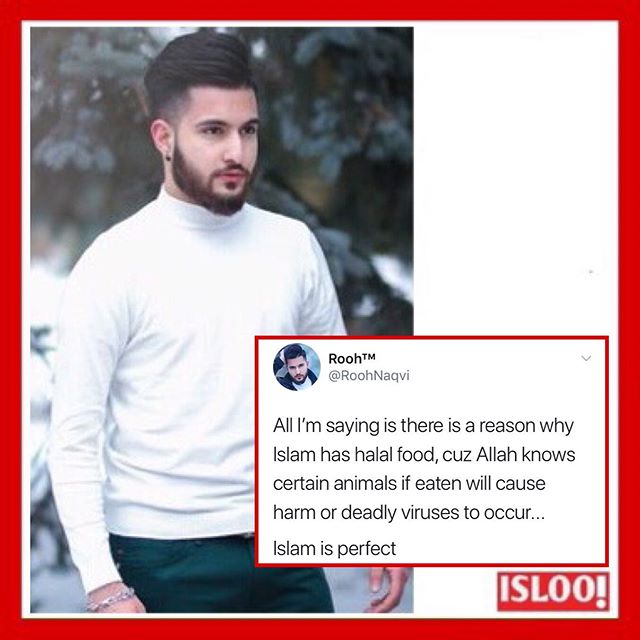 Rooh™
@RoohNaqvi
All I’m saying is there is a reason why
Islam has halal food, cuz Allah knows
certain animals if eaten will cause
harm or deadly viruses to occur...
Islam is perfect
ISLOO!